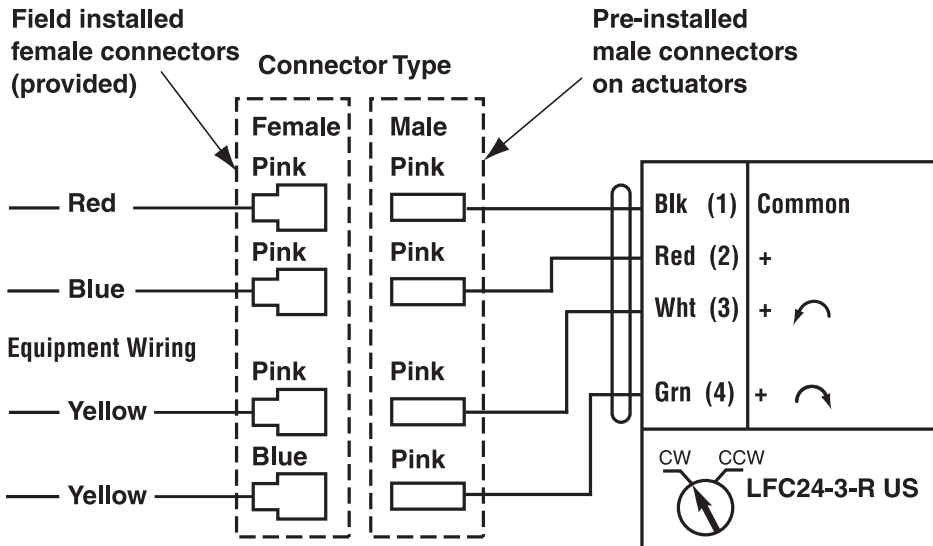 Field installed
female connectors
(provided)
Pre-installed
male connectors
on actuators
Connector Type
Female
Male
Pink
Pink
Red
Blk (1) Common
Pink
Pink
Red (2) +
Blue
Wht (3) +
Equipment Wiring
Pink
Pink
Yellow
Grn (4) +
Blue
Pink
Yellow
CW
CCW
LFC24-3-R US